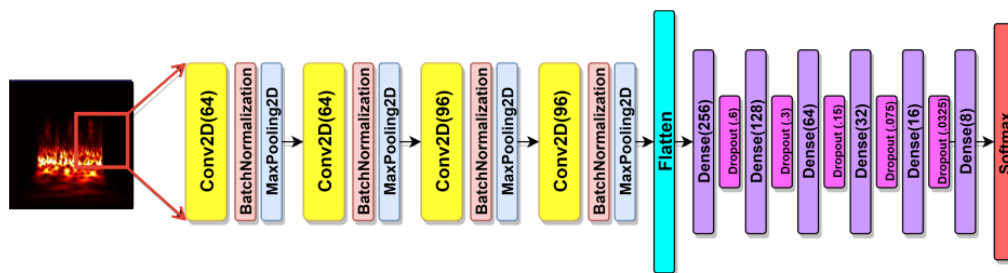 Conv2D(64)
BatchNormalization
MaxPooling2D
Conv2D(64)
BatchNormalization
MaxPooling2D
Conv2D(96)
BatchNormalization
MaxPooling2D
Conv2D(96)
BatchNormalization
MaxPooling2D
Flatten
Dense(256)
Dropout (.6)
Dense(128)
Dropout (.3)
Dense(64)
Dropout (.15)
Dense(32)
Dropout (.075)
Dense(16)
Dropout (.0325)
Dense(8)
Softmax